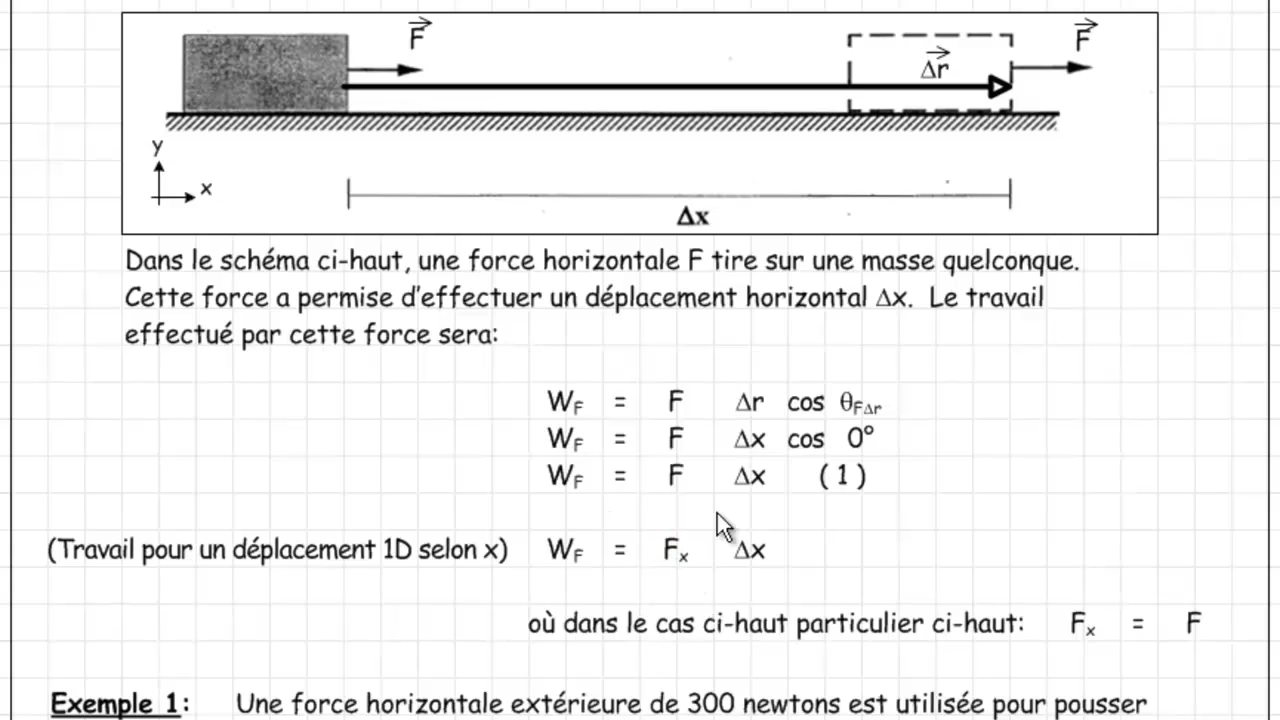 F
F
Δr
y
x
Δx
Dans le schéma ci-haut, une force horizontale F tire sur une masse quelconque.
Cette force a permise d'effectuer un déplacement horizontal Δx. Le travail
effectué par cette force sera:
W_F = F Δr cos θ_FΔr
W_F = F Δx cos 0°
W_F = F Δx ( 1 )
(Travail pour un déplacement 1D selon x) W_F = F_x Δx
où dans le cas ci-haut particulier ci-haut: F_x = F
Exemple 1: Une force horizontale extérieure de 300 newtons est utilisée pour pousser